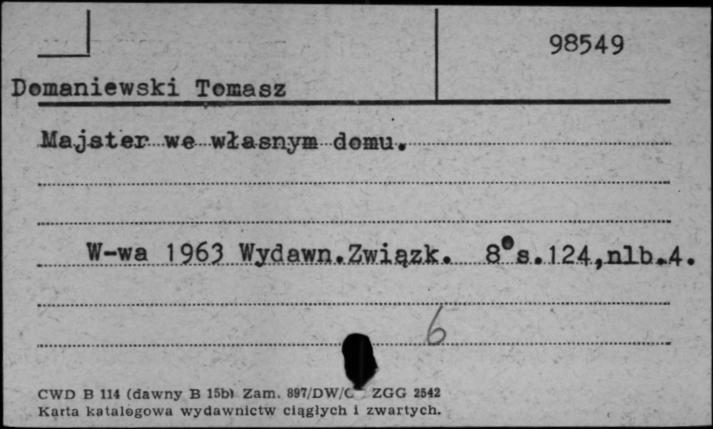 98549
Domaniewski Tomasz
Majster we własnym domu.
W-wa 1963 Wydawn.Związk. 8° s.124,nlb.4.
6
CWD B 114 (dawny B 15b) Zam. 897/DW/ ZGG 2542
Karta katalogowa wydawnictw ciągłych i zwartych.